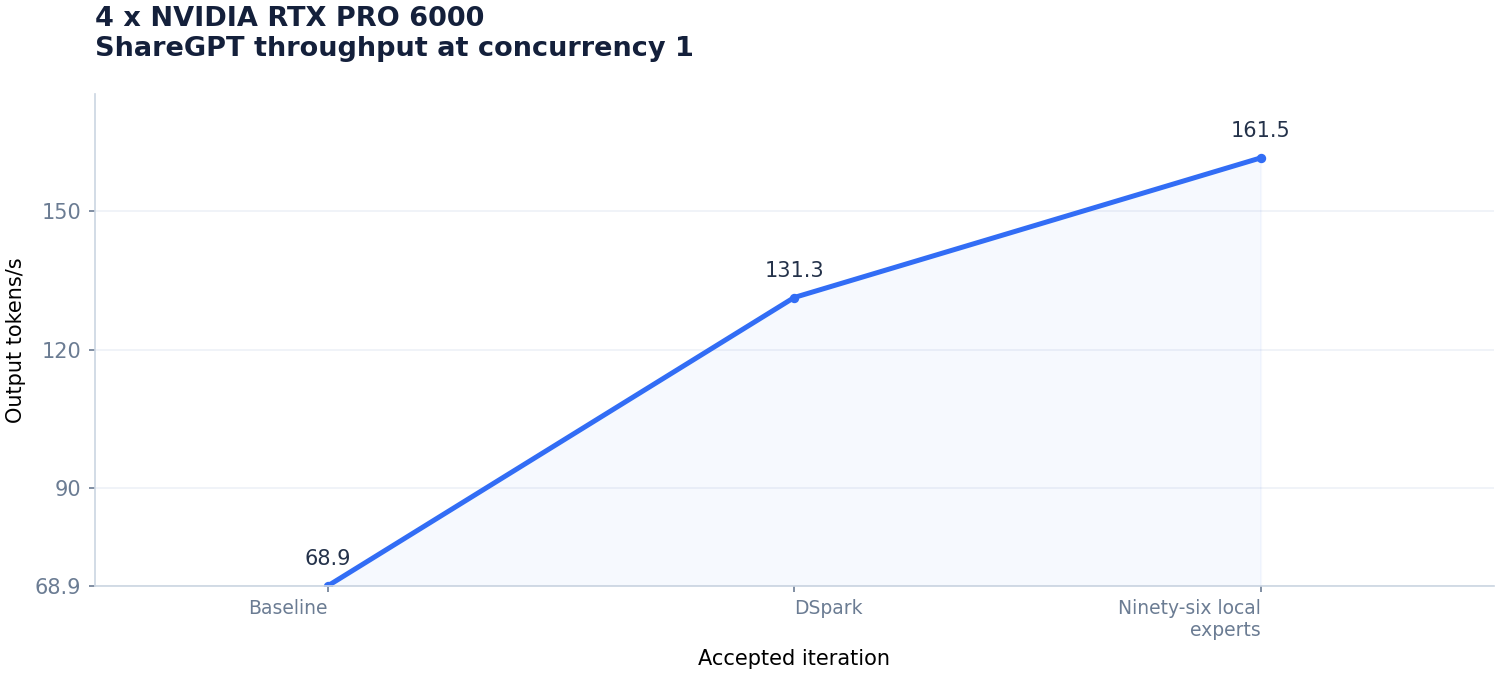 4 x NVIDIA RTX PRO 6000
ShareGPT throughput at concurrency 1
161.5
150
131.3
Output tokens/s
120
90
68.9
68.9
Baseline
DSpark
Ninety-six local
experts
Accepted iteration